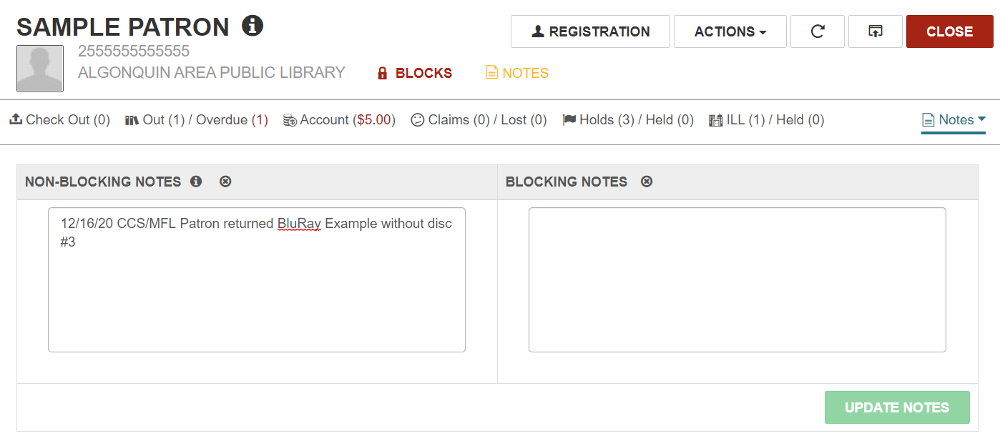 SAMPLE PATRON
REGISTRATION ACTIONS CLOSE
2555555555555
ALGONQUIN AREA PUBLIC LIBRARY BLOCKS NOTES
Check Out (0) Out (1) / Overdue (1) Account ($5.00) Claims (0) / Lost (0) Holds (3) / Held (0) ILL (1) / Held (0) Notes
NON-BLOCKING NOTES BLOCKING NOTES
12/16/20 CCS/MFL Patron returned BluRay Example without disc
#3
UPDATE NOTES